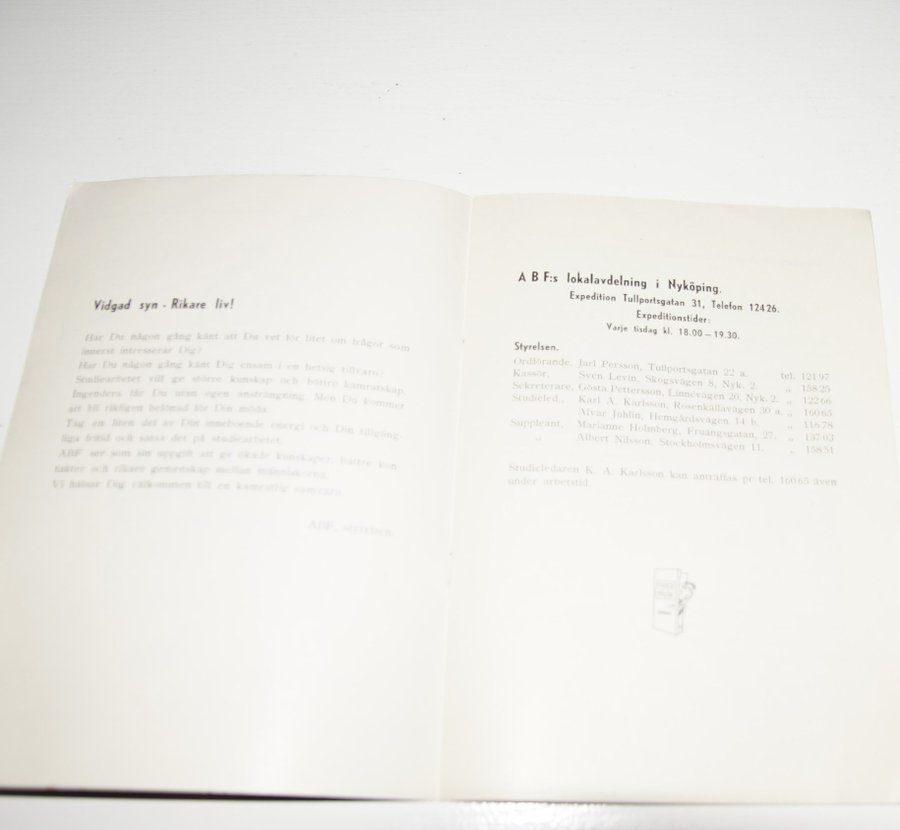 Vidgad syn - Rikare liv!
Har Du någon gång känt att Du vet för litet om frågor som
innerst intresserar Dig?
Har Du någon gång känt Dig ensam i en hetsig tillvaro?
Studiearbetet vill ge större kunskap och bättre kamratskap.
Ingendera får Du utan egen ansträngning. Men Du kommer
att bli rikligen belönad för Din möda.
Tag en liten del av Din inneboende energi och Din tillgäng-
liga fritid och satsa det på studiearbetet.
ABF ser som sin uppgift att ge ökade kunskaper, bättre kon-
takter och rikare gemenskap mellan människorna.
Vi hälsar Dig välkommen till en kamratlig samvaro.
ABF, styrelsen.
A B F:s lokalavdelning i Nyköping.
Expedition Tullportsgatan 31, Telefon 12426.
Expeditionstider:
Varje tisdag kl. 18.00 — 19.30.
Styrelsen.
Ordförande, Jarl Persson, Tullportsgatan 22 a. tel. 121 97
Kassör, Sven Levin, Skogsvägen 8, Nyk. 2. „ 158 25
Sekreterare, Gösta Pettersson, Linnévägen 20, Nyk. 2. „ 122 66
Studieled., Karl A. Karlsson, Rosenkällavägen 30 a. „ 160 65
Alvar Juhlin, Hemgårdsvägen 14 b. „ 116 78
Suppleant, Marianne Holmberg, Fruängsgatan, 27. „ 137 03
„ Albert Nilsson, Stockholmsvägen 11. „ 158 51
Studieledaren K. A. Karlsson kan anträffas pr tel. 160 65 även
under arbetstid.